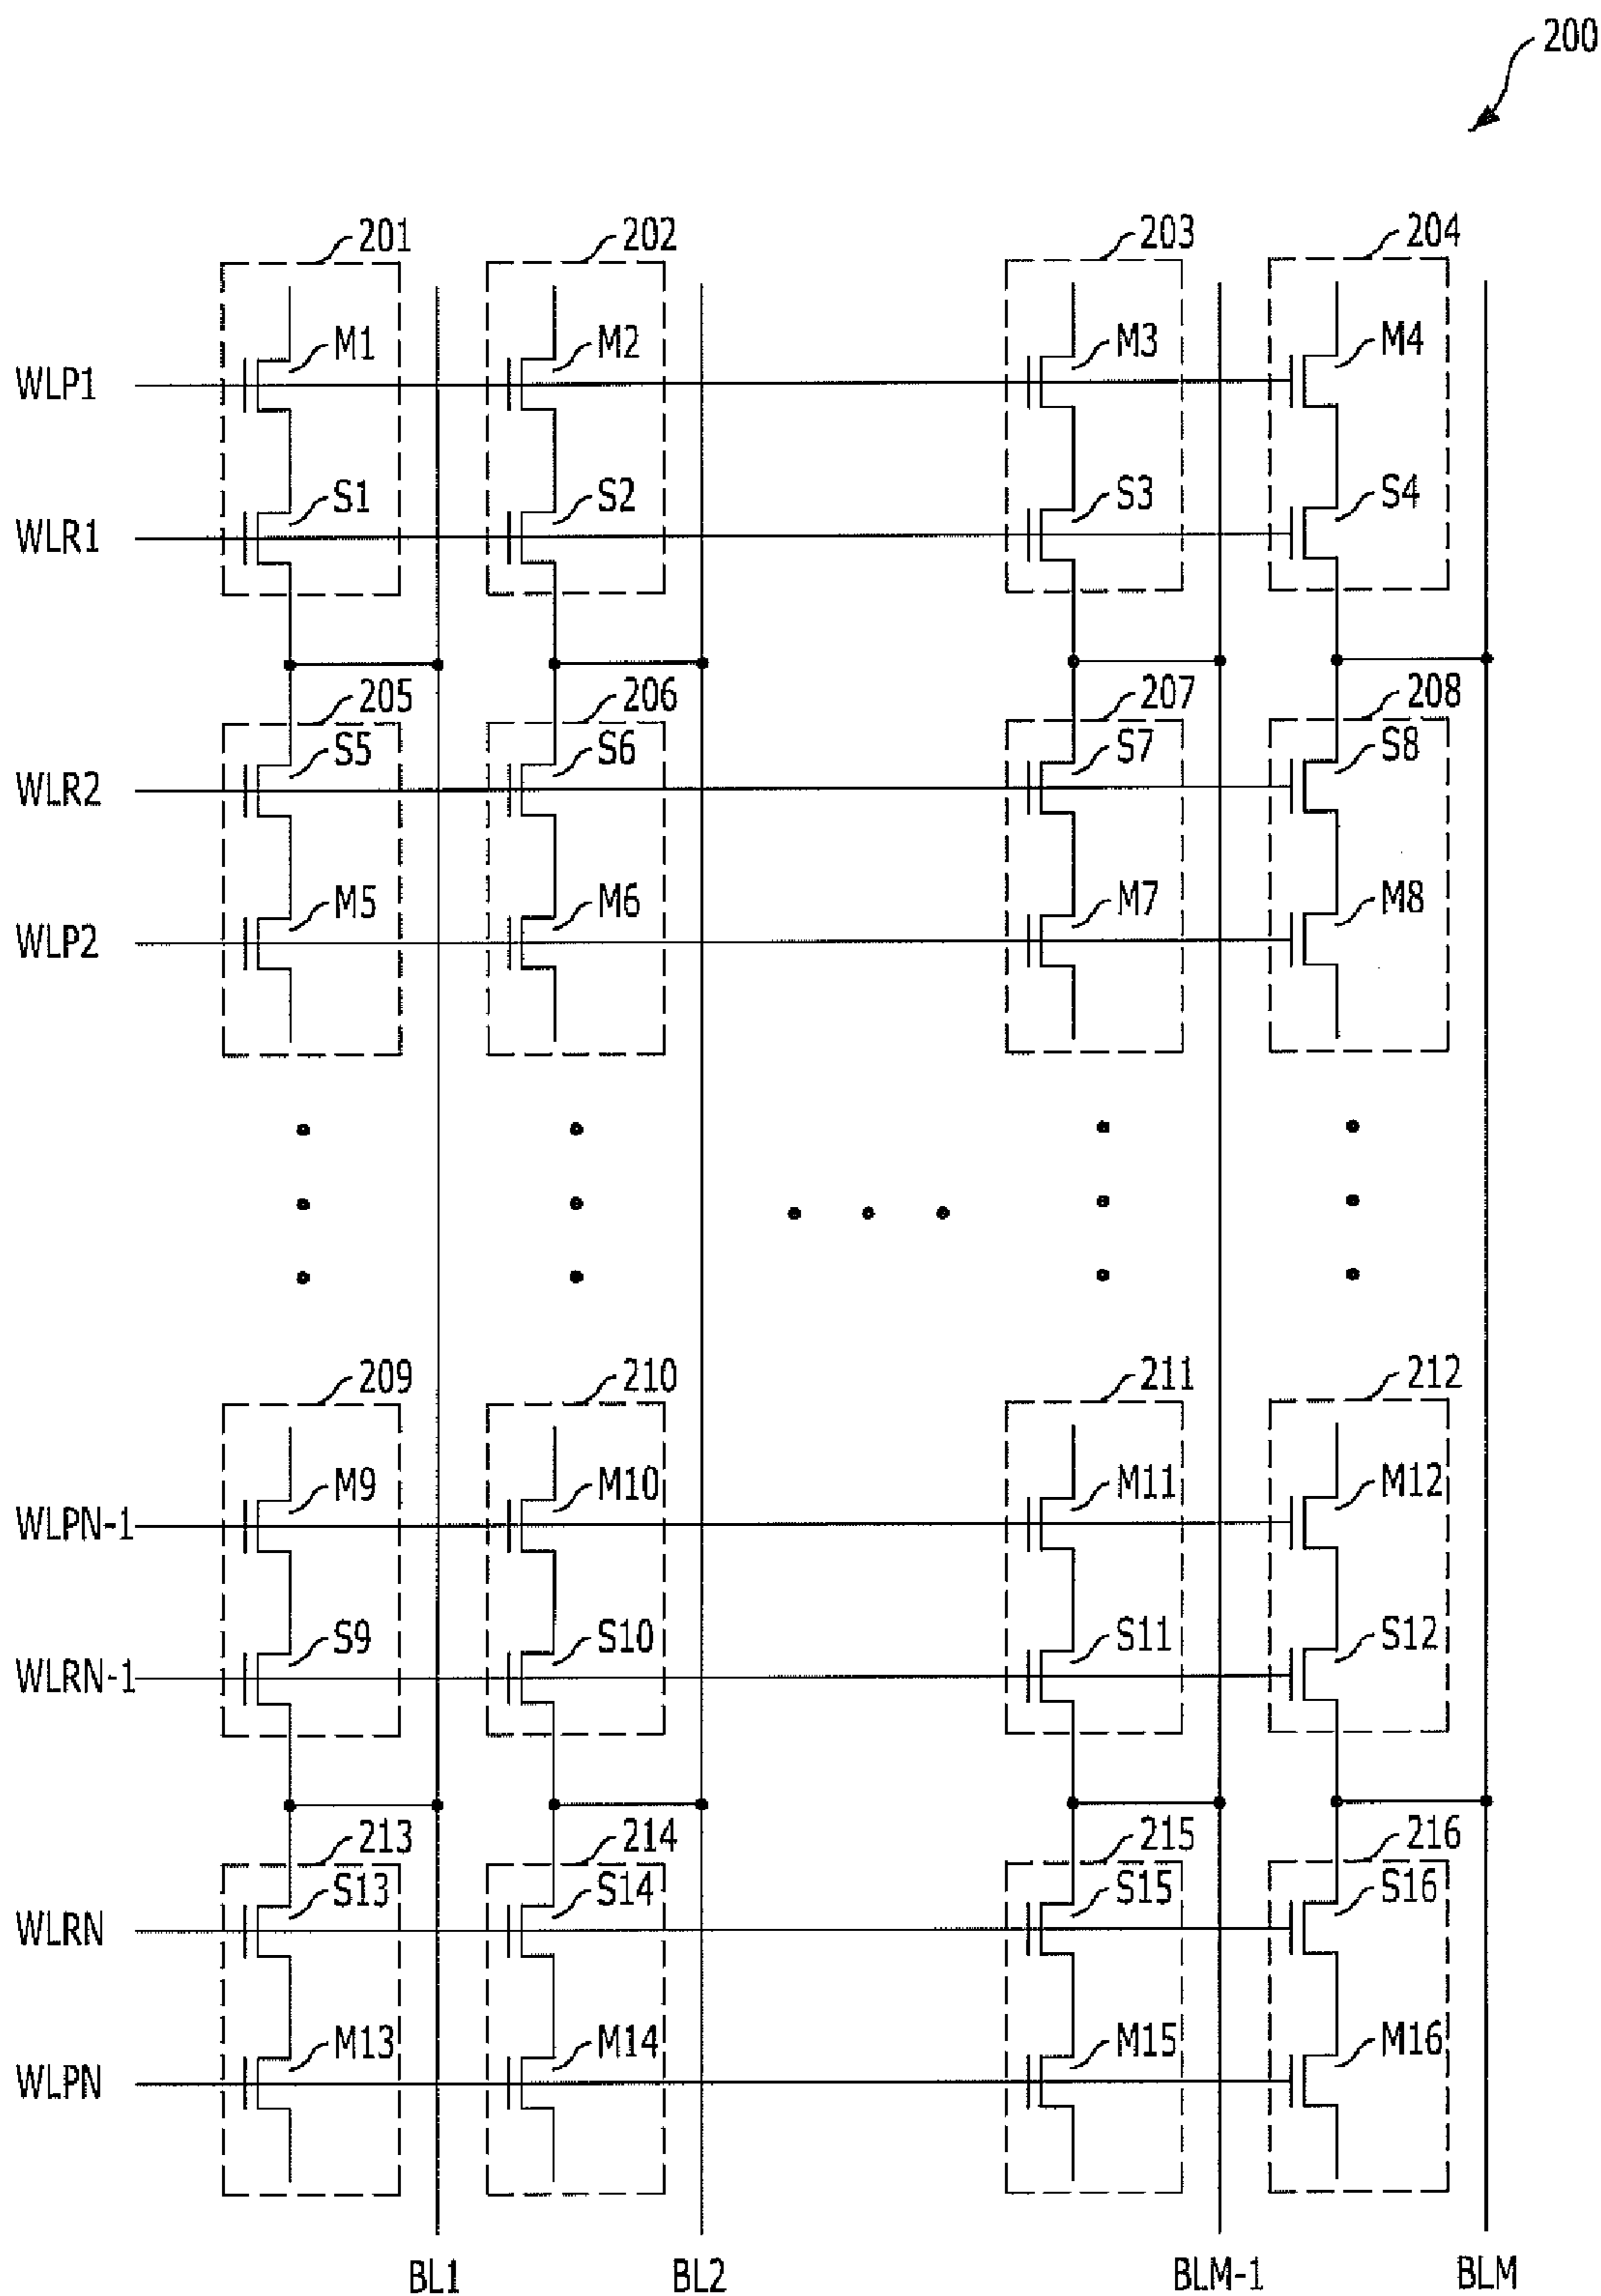 200
201 202 203 204
M1 M2 M3 M4
WLP1
S1 S2 S3 S4
WLR1
205 206 207 208
S5 S6 S7 S8
WLR2
M5 M6 M7 M8
WLP2
209 210 211 212
M9 M10 M11 M12
WLPN-1
S9 S10 S11 S12
WLRN-1
213 214 215 216
S13 S14 S15 S16
WLRN
M13 M14 M15 M16
WLPN
BL1 BL2 BLM-1 BLM